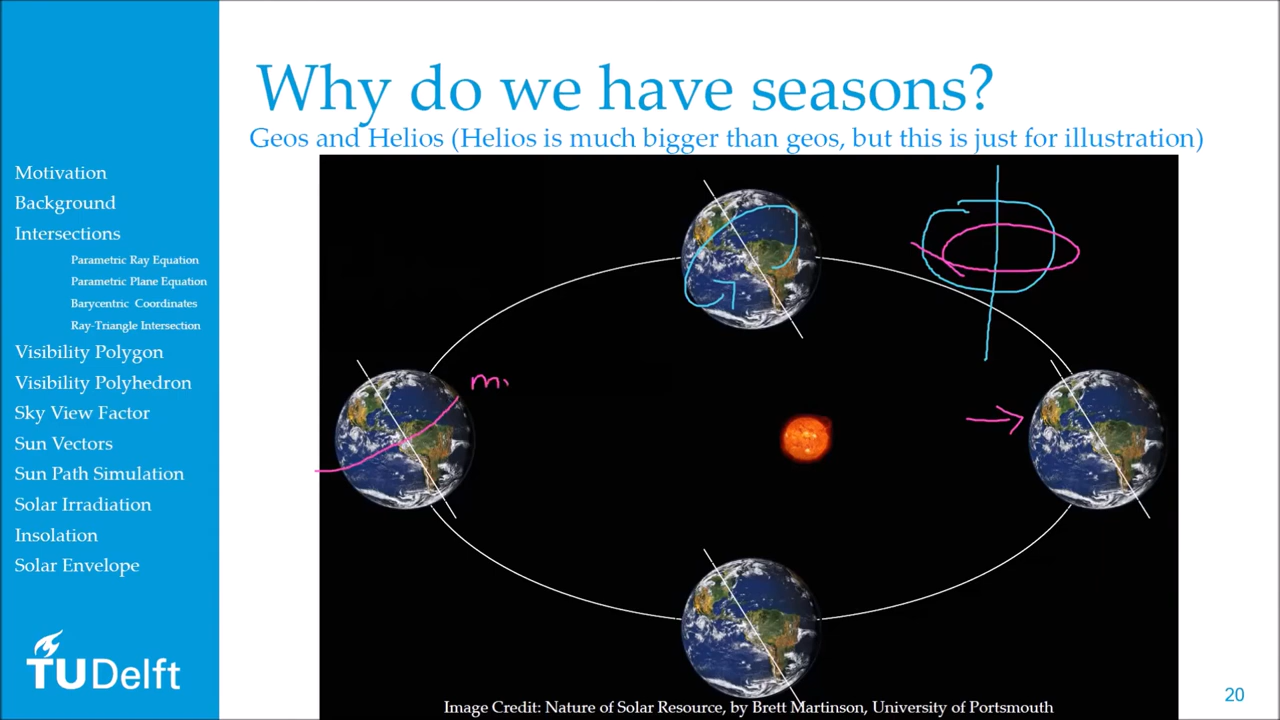 Why do we have seasons?
Geos and Helios (Helios is much bigger than geos, but this is just for illustration)
Motivation
Background
Intersections
Parametric Ray Equation
Parametric Plane Equation
Barycentric Coordinates
Ray-Triangle Intersection
Visibility Polygon
Visibility Polyhedron
Sky View Factor
Sun Vectors
Sun Path Simulation
Solar Irradiation
Insolation
Solar Envelope
TUDelft
Image Credit: Nature of Solar Resource, by Brett Martinson, University of Portsmouth
20